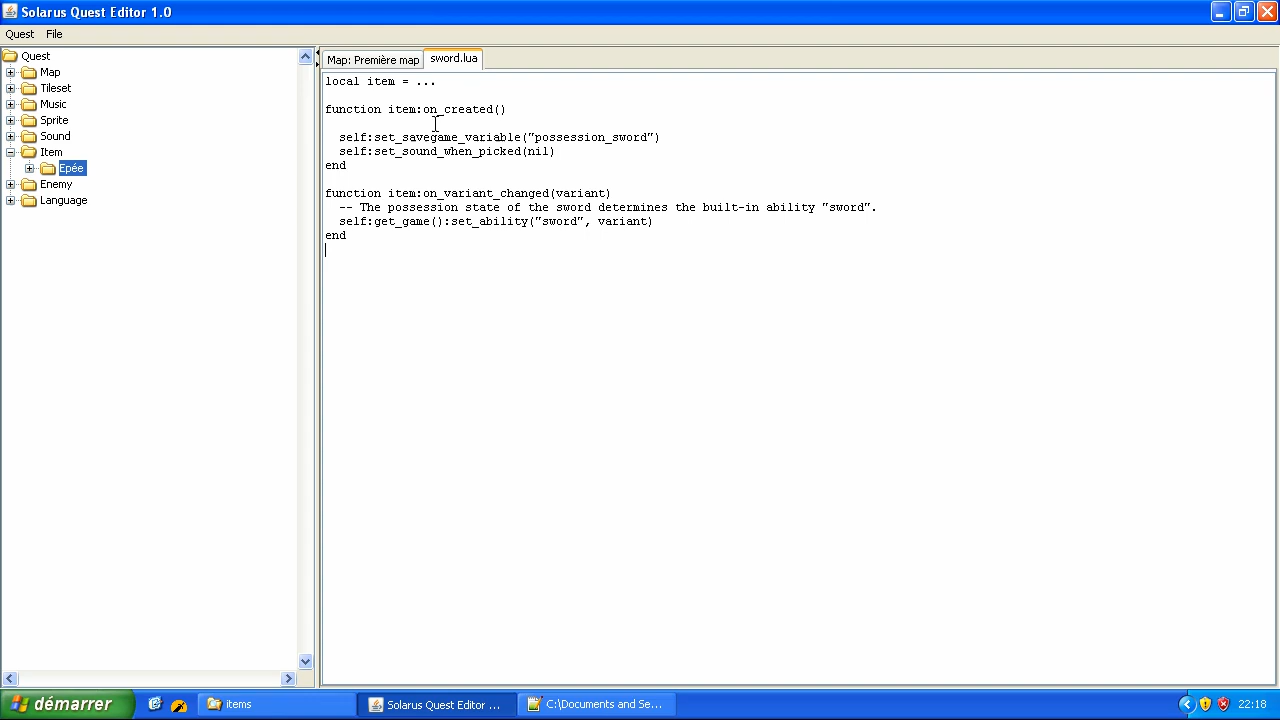 Solarus Quest Editor 1.0
Quest File
Quest
Map
Tileset
Music
Sprite
Sound
Item
Epée
Enemy
Language
Map: Première map
sword.lua
local item = ...
function item:on_created()
self:set_savegame_variable("possession_sword")
self:set_sound_when_picked(nil)
end
function item:on_variant_changed(variant)
-- The possession state of the sword determines the built-in ability "sword".
self:get_game():set_ability("sword", variant)
end
démarrer
items
Solarus Quest Editor ...
C:\Documents and Se...
22:18